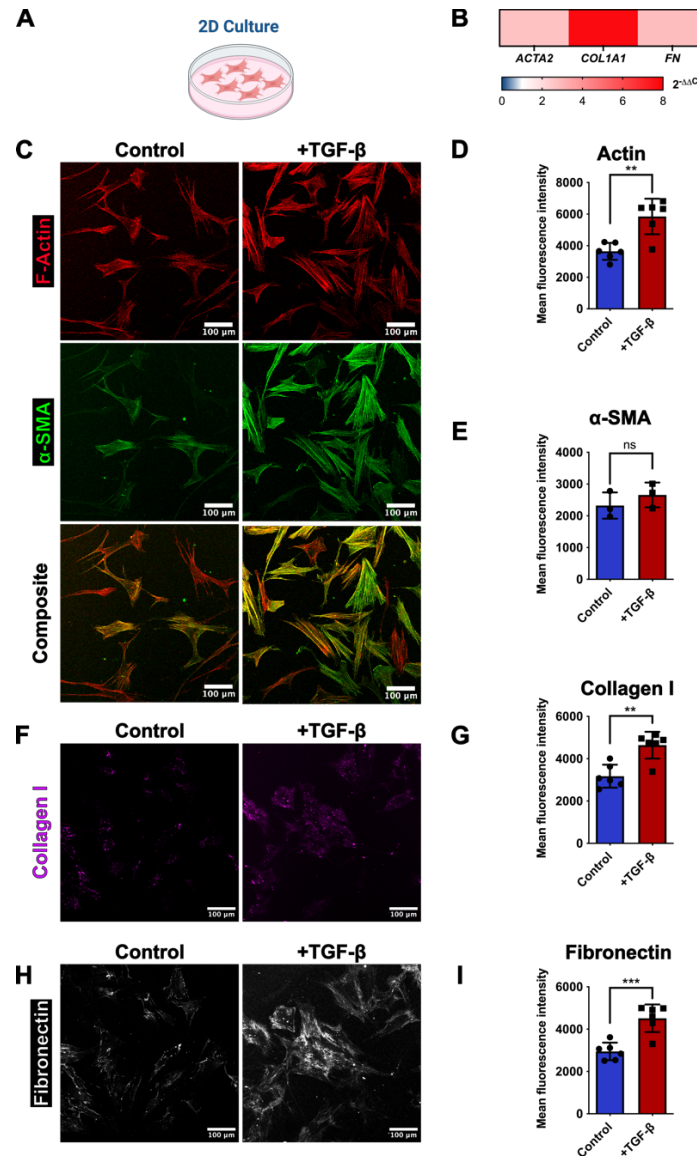 A
2D Culture
B
ACTA2 COL1A1 FN
0 2 4 6 8
2-ΔΔC
C
Control +TGF-β
F-Actin
100 µm 100 µm
α-SMA
100 µm 100 µm
Composite
100 µm 100 µm
D
Actin
**
Mean fluorescence intensity
8000
6000
4000
2000
0
Control +TGF-β
E
α-SMA
ns
Mean fluorescence intensity
4000
3000
2000
1000
0
Control +TGF-β
F
Control +TGF-β
Collagen I
100 µm 100 µm
G
Collagen I
**
Mean fluorescence intensity
6000
4000
2000
0
Control +TGF-β
H
Control +TGF-β
Fibronectin
100 µm 100 µm
I
Fibronectin
***
Mean fluorescence intensity
6000
4000
2000
0
Control +TGF-β